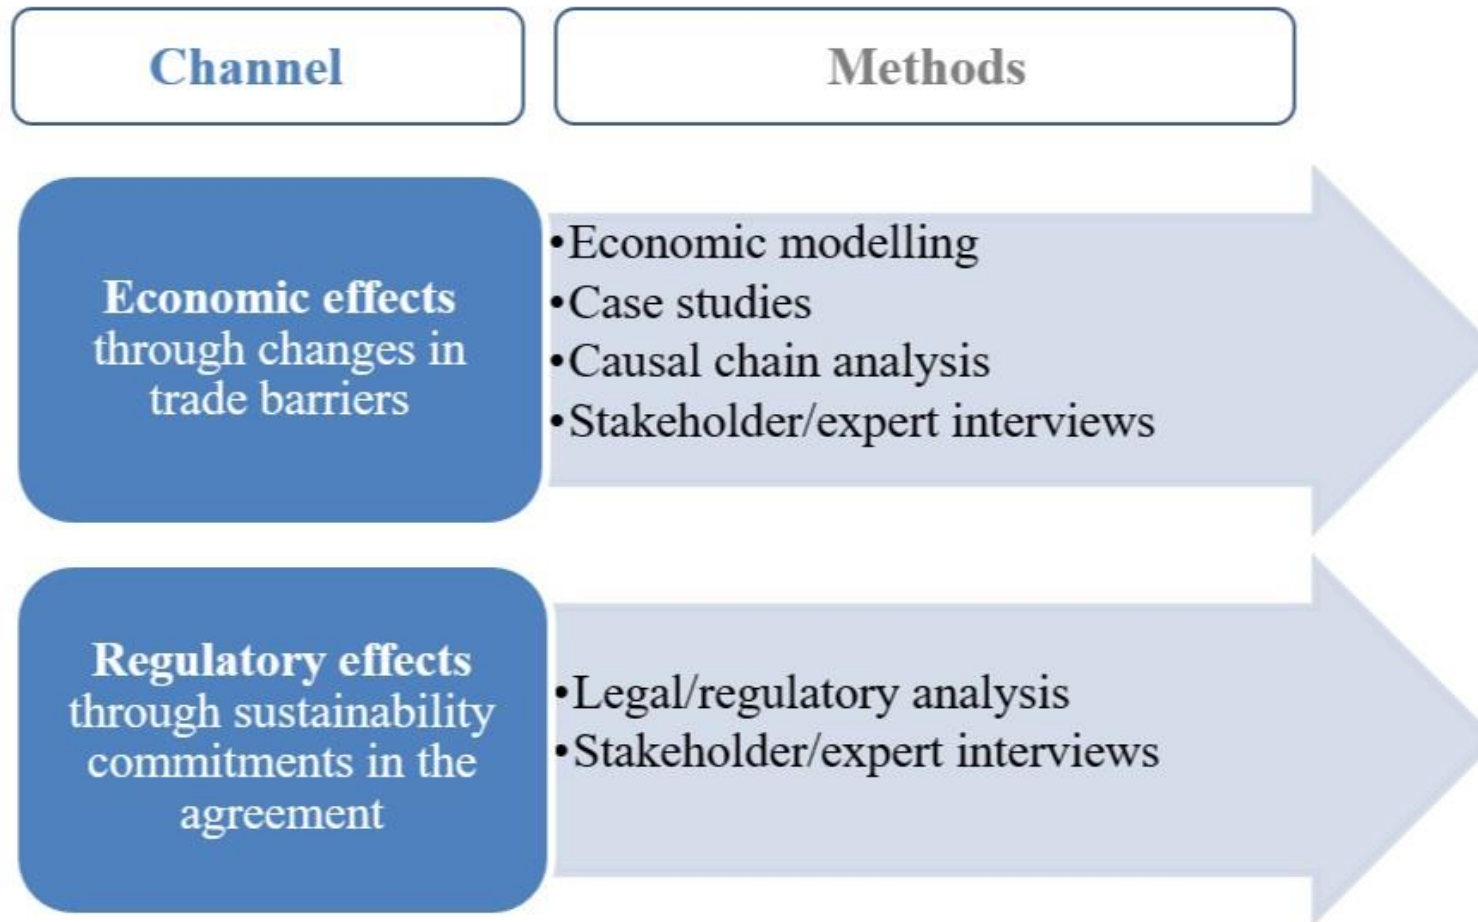 Channel
Methods
Economic effects
through changes in
trade barriers
•Economic modelling
•Case studies
•Causal chain analysis
•Stakeholder/expert interviews
Regulatory effects
through sustainability
commitments in the
agreement
•Legal/regulatory analysis
•Stakeholder/expert interviews